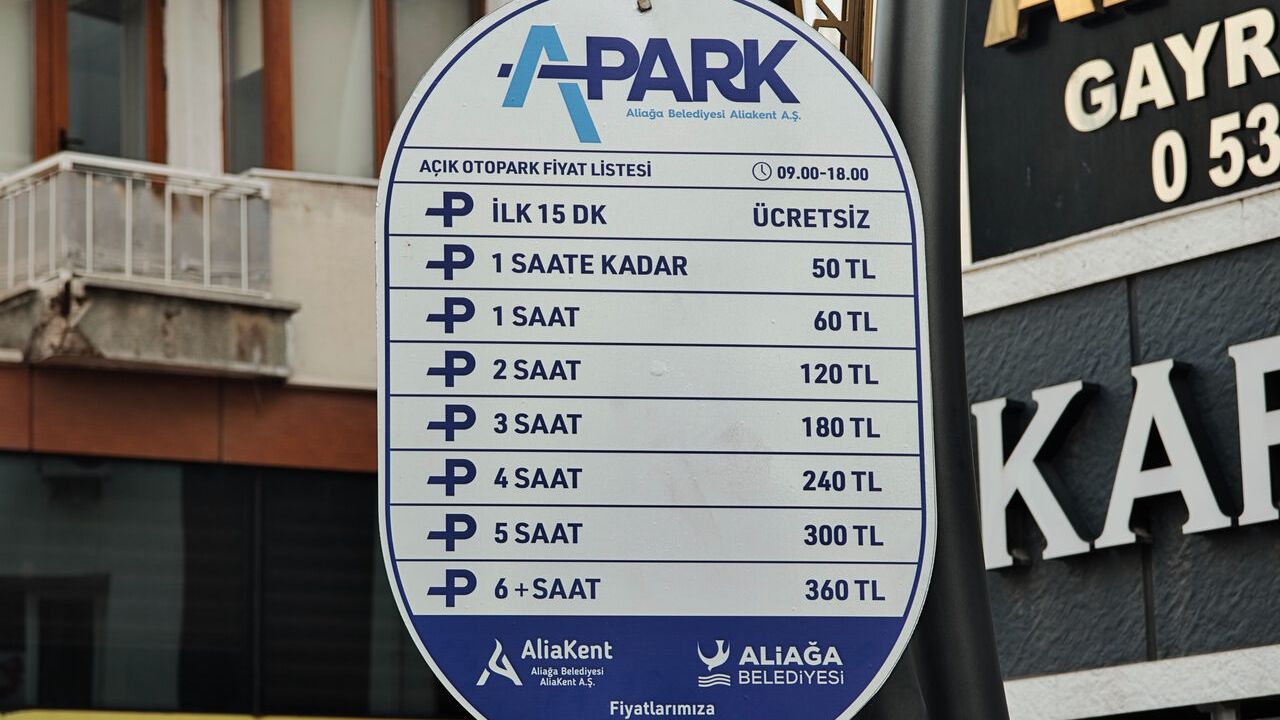 APARK
Aliağa Belediyesi Aliakent A.Ş.
AÇIK OTOPARK FİYAT LİSTESİ 09.00-18.00
P İLK 15 DK ÜCRETSİZ
P 1 SAATE KADAR 50 TL
P 1 SAAT 60 TL
P 2 SAAT 120 TL
P 3 SAAT 180 TL
P 4 SAAT 240 TL
P 5 SAAT 300 TL
P 6+SAAT 360 TL
AliaKent
Aliağa Belediyesi
AliaKent A.Ş.
ALİAĞA
BELEDİYESİ
Fiyatlarımıza
GAYR
0 53
KAR